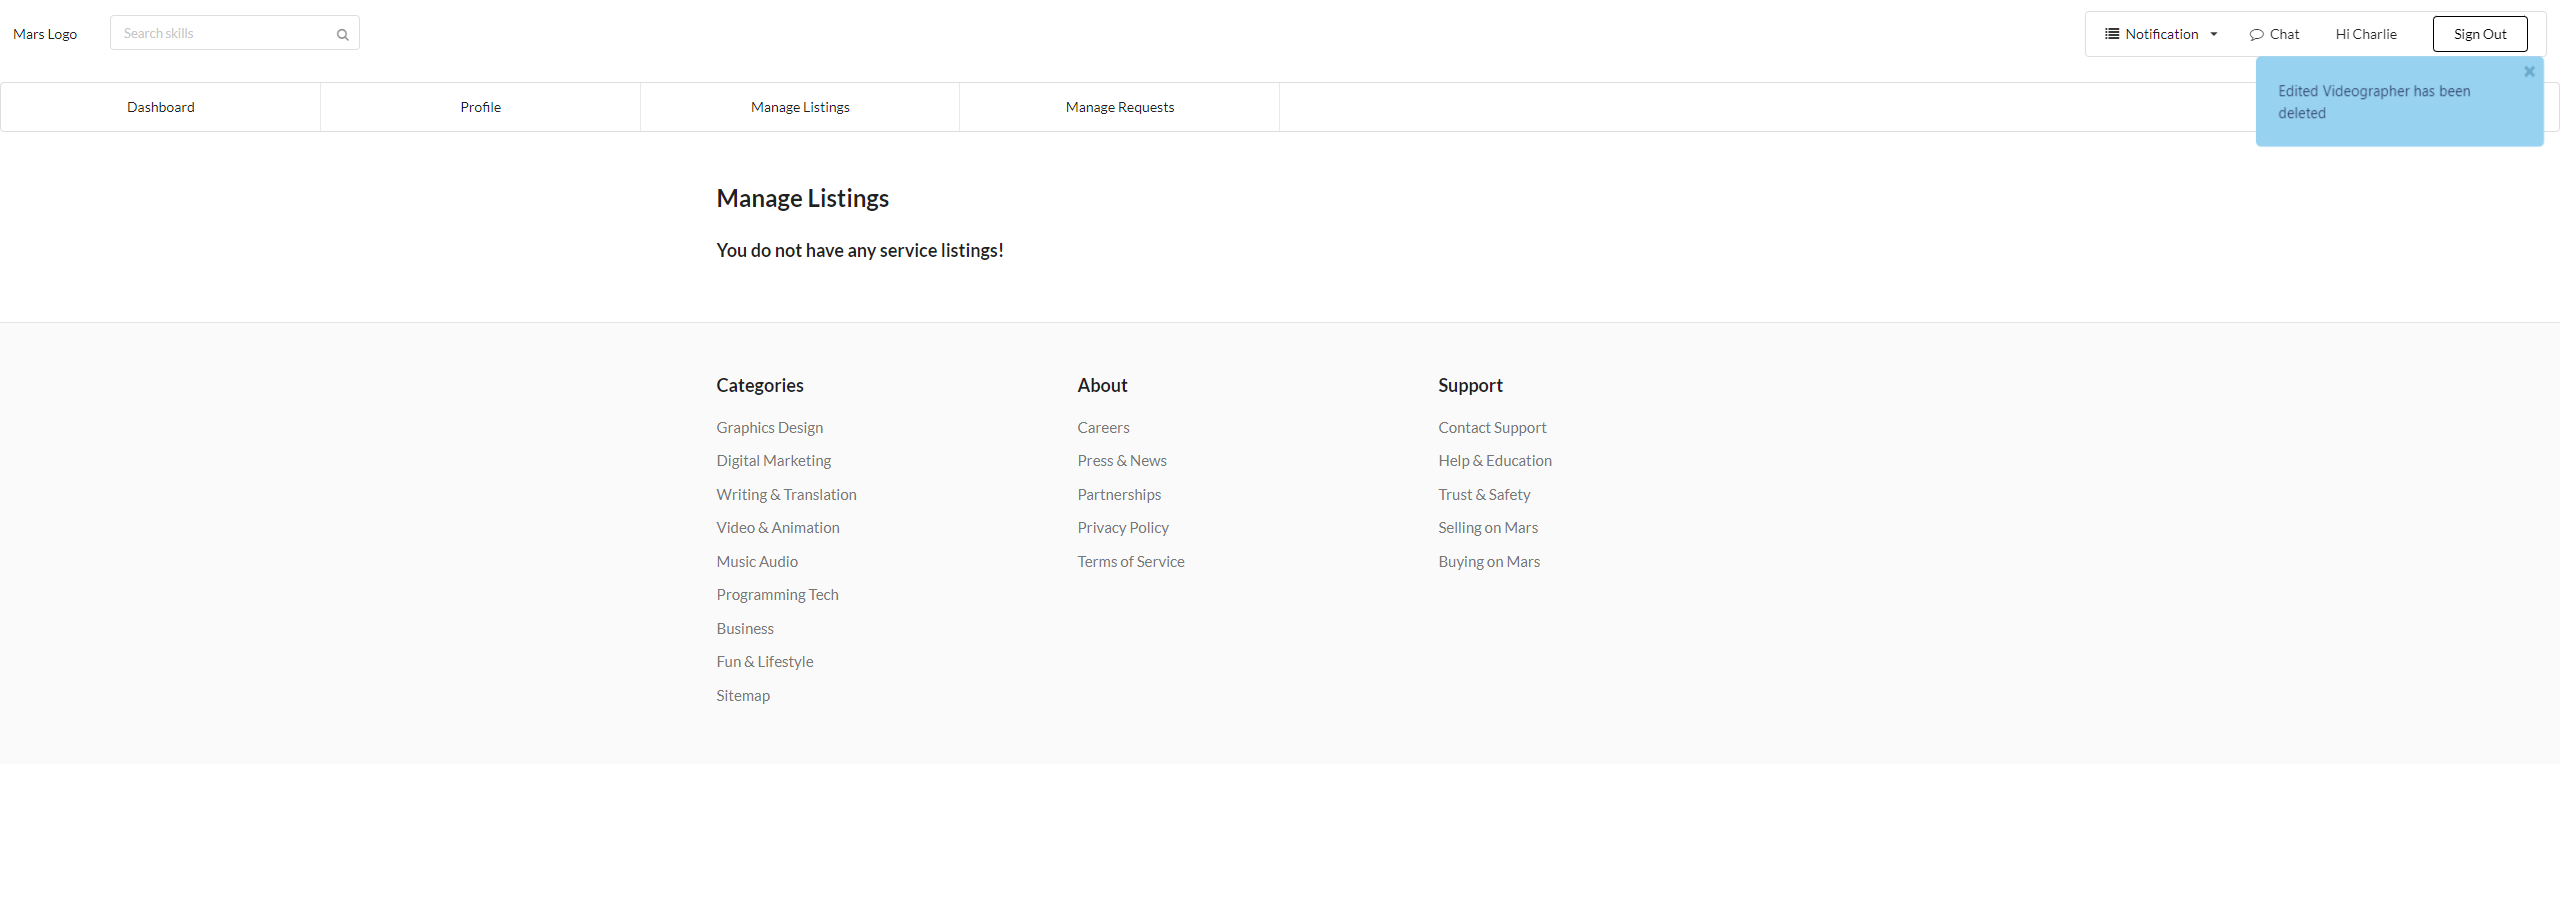 Mars Logo
Search skills
Notification
Chat
Hi Charlie
Sign Out
Edited Videographer has been
deleted
Dashboard
Profile
Manage Listings
Manage Requests
Manage Listings
You do not have any service listings!
Categories
Graphics Design
Digital Marketing
Writing & Translation
Video & Animation
Music Audio
Programming Tech
Business
Fun & Lifestyle
Sitemap
About
Careers
Press & News
Partnerships
Privacy Policy
Terms of Service
Support
Contact Support
Help & Education
Trust & Safety
Selling on Mars
Buying on Mars